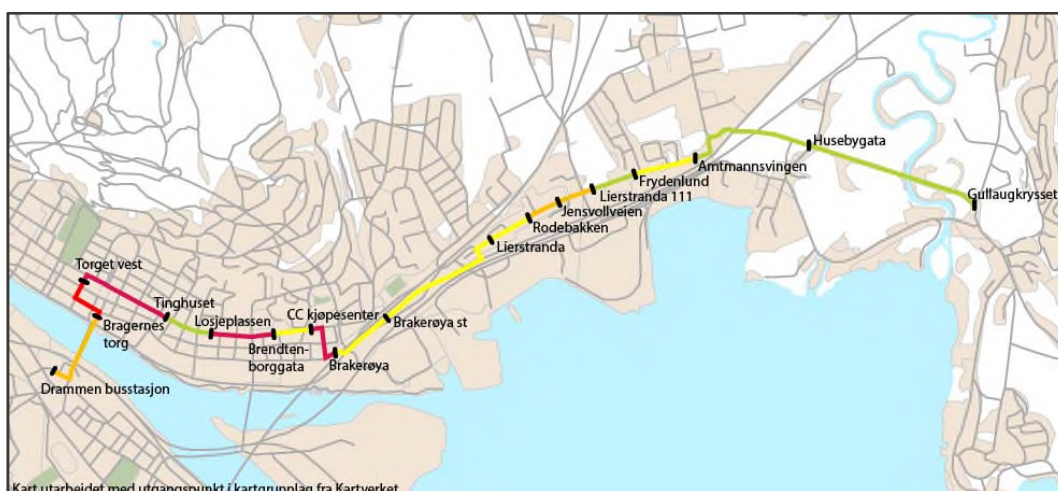 Husebygata
Amtmannsvingen
Frydenlund
Gullaugkrysset
Lierstranda 111
Jensvollveien
Rodebakken
Lierstranda
Torget vest
Tinghuset
CC kjøpesenter
Losjeplassen
Bragernes
torg
Brakerøya st
Brendten-
borggata
Brakerøya
Drammen busstasjon
Kart utarbeidet med utgangspunkt i kartgrupplag fra Kartverket